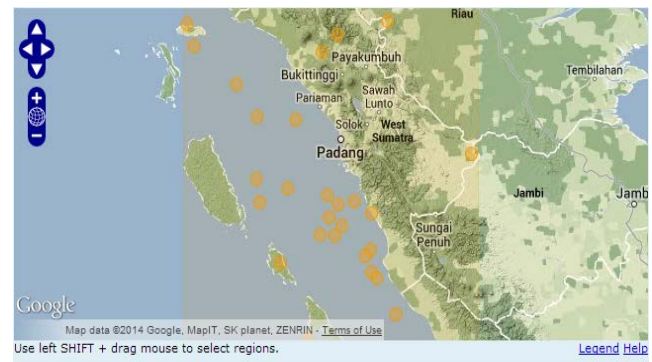 Riau
Payakumbuh
Bukittinggi
Tembilahan
Pariaman
Sawah
Lunto
Solok
West
Sumatra
Padang
Jambi
Jamb
Sungai
Penuh
Google
Map data ©2014 Google, MapIT, SK planet, ZENRIN - Terms of Use
Use left SHIFT + drag mouse to select regions.
Legend Help